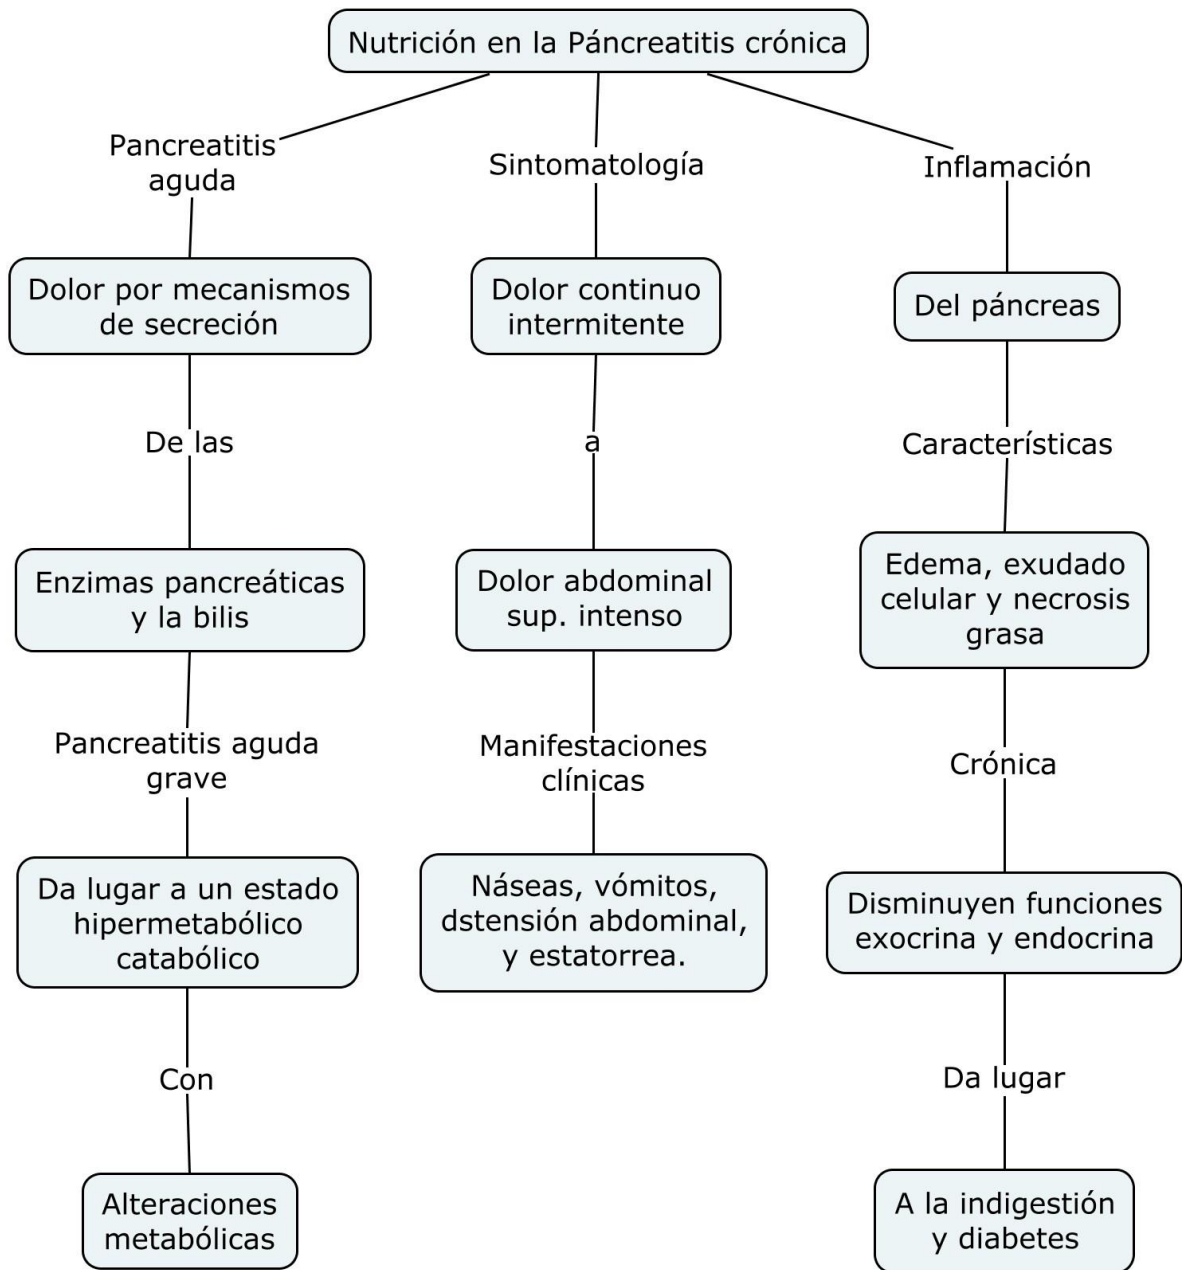 Nutrición en la Páncreatitis crónica
Pancreatitis
aguda
Dolor por mecanismos
de secreción
De las
Enzimas pancreáticas
y la bilis
Pancreatitis aguda
grave
Da lugar a un estado
hipermetabólico
catabólico
Con
Alteraciones
metabólicas
Sintomatología
Dolor continuo
intermitente
a
Dolor abdominal
sup. intenso
Manifestaciones
clínicas
Náseas, vómitos,
dstensión abdominal,
y estatorrea.
Inflamación
Del páncreas
Características
Edema, exudado
celular y necrosis
grasa
Crónica
Disminuyen funciones
exocrina y endocrina
Da lugar
A la indigestión
y diabetes